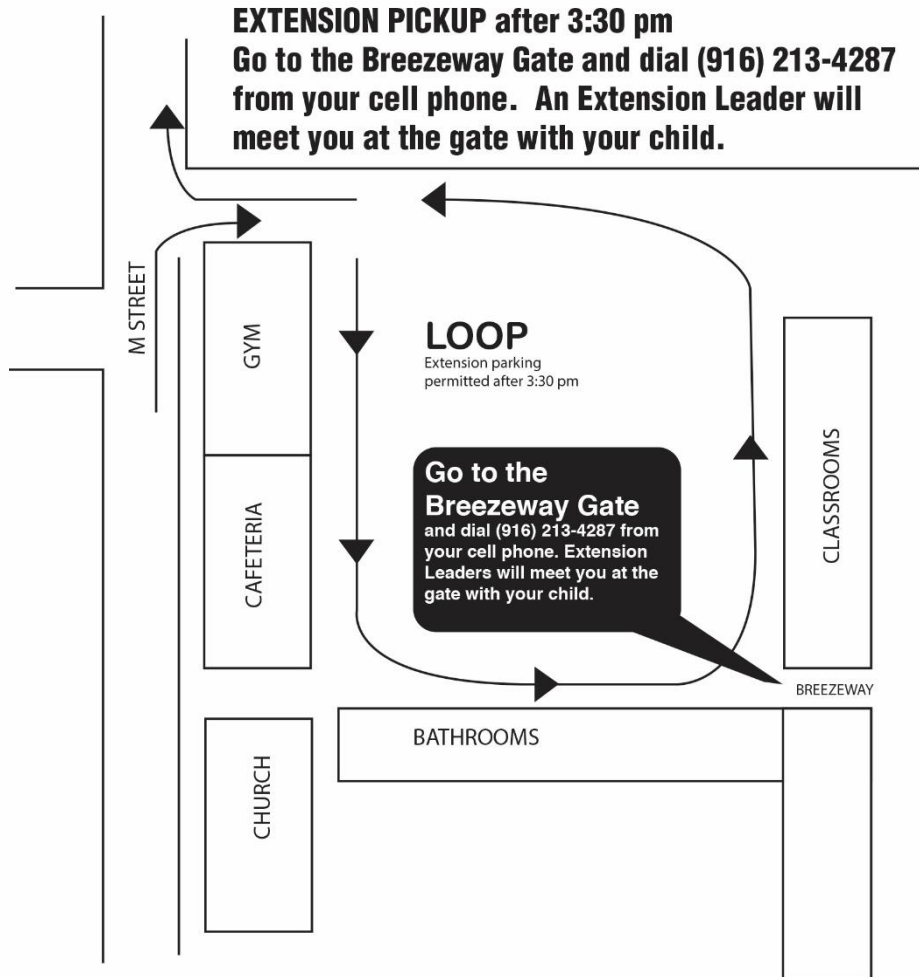 EXTENSION PICKUP after 3:30 pm
Go to the Breezeway Gate and dial (916) 213-4287
from your cell phone.  An Extension Leader will
meet you at the gate with your child.
M STREET
GYM
LOOP
Extension parking
permitted after 3:30 pm
CAFETERIA
Go to the
Breezeway Gate
and dial (916) 213-4287 from
your cell phone. Extension
Leaders will meet you at the
gate with your child.
CLASSROOMS
BREEZEWAY
BATHROOMS
CHURCH